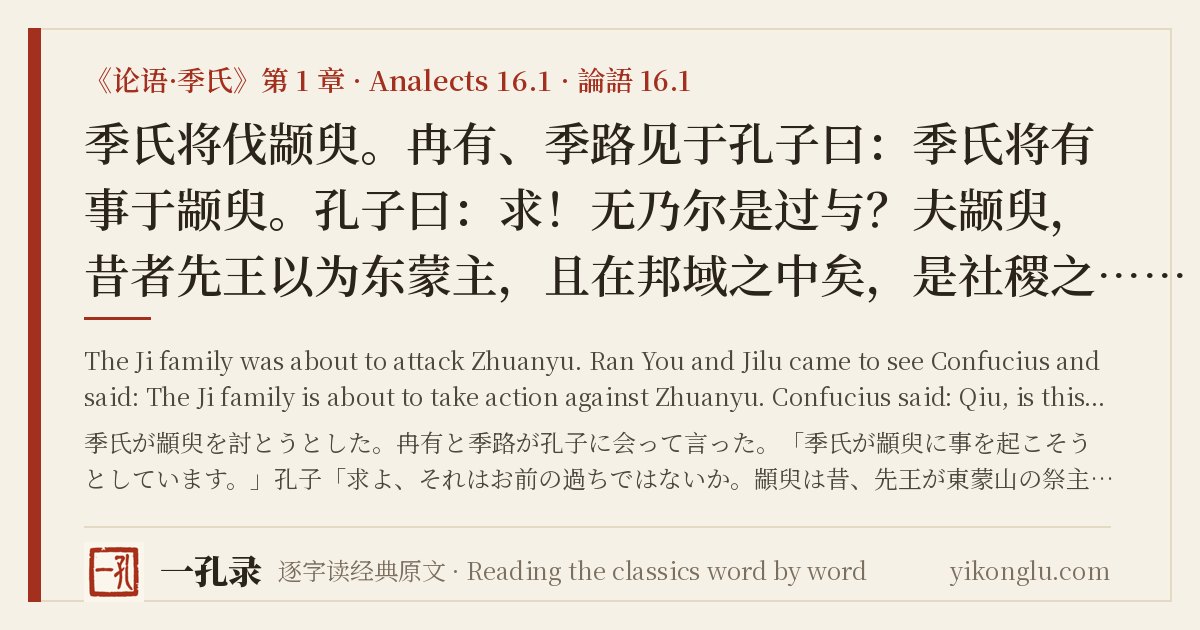 《论语·季氏》第 1 章 · Analects 16.1 · 論語 16.1
季氏将伐颛臾。冉有、季路见于孔子曰：季氏将有
事于颛臾。孔子曰：求！无乃尔是过与？夫颛臾，
昔者先王以为东蒙主，且在邦域之中矣，是社稷之……
The Ji family was about to attack Zhuanyu. Ran You and Jilu came to see Confucius and
said: The Ji family is about to take action against Zhuanyu. Confucius said: Qiu, is this...
季氏が顓臾を討とうとした。冉有と季路が孔子に会って言った。「季氏が顓臾に事を起こそう
としています。」孔子「求よ、それはお前の過ちではないか。顓臾は昔、先王が東蒙山の祭主…
一孔
一孔录 逐字读经典原文 · Reading the classics word by word yikonglu.com